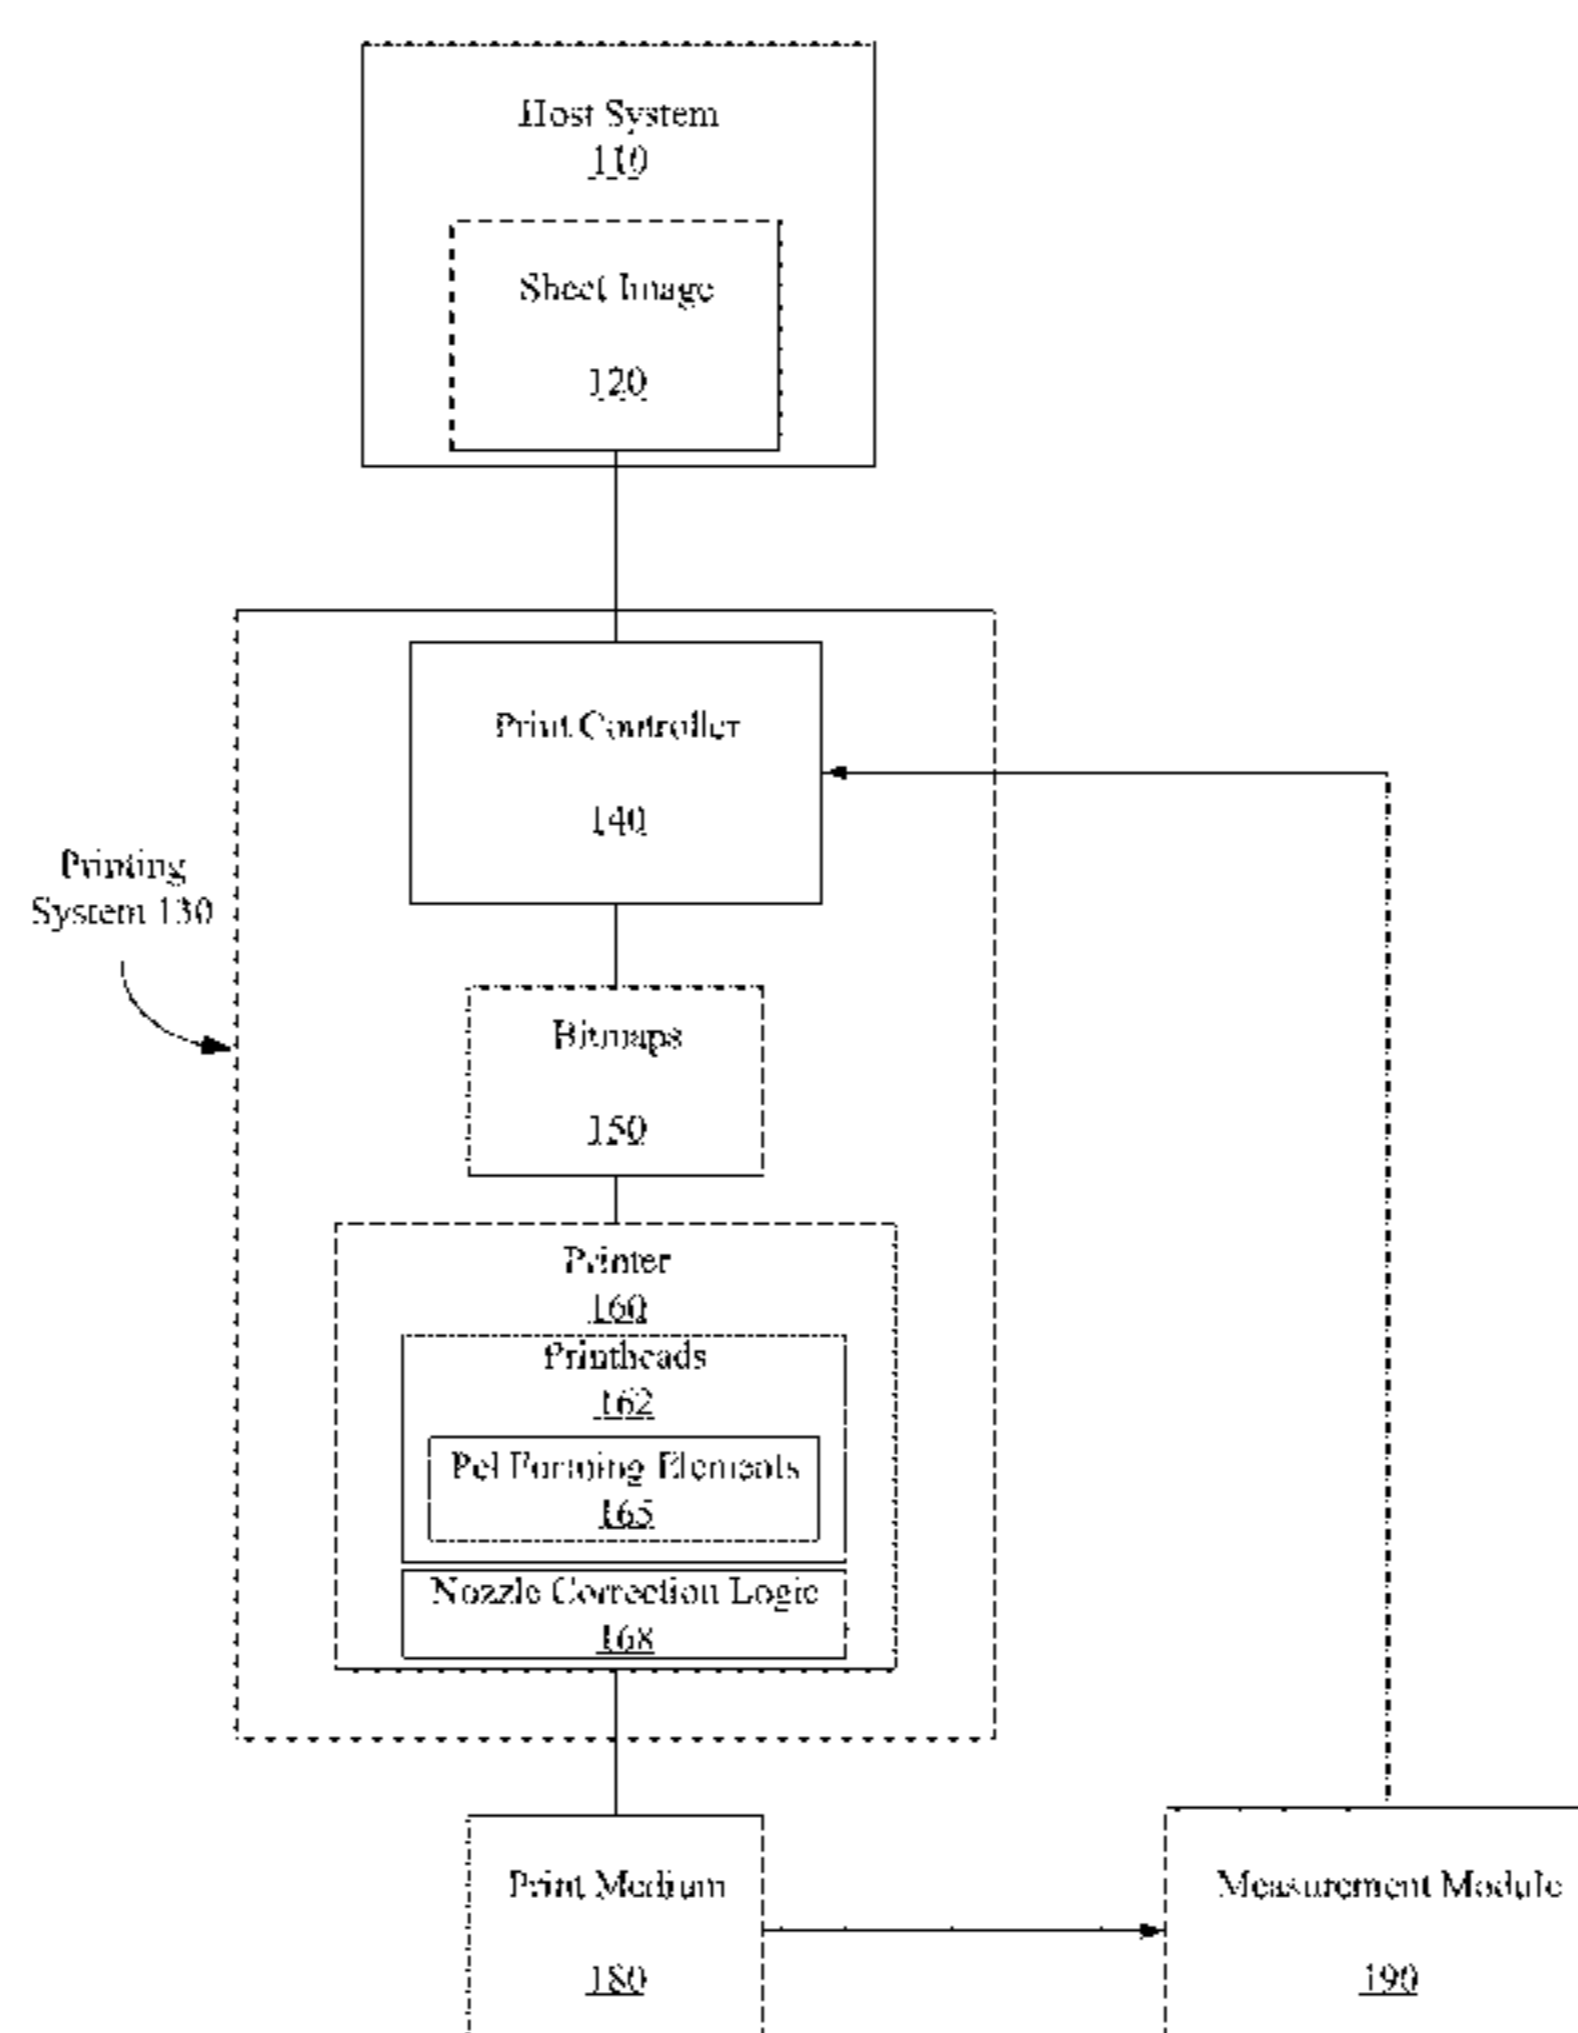 Host System
110
Sheet Image
120
Print Controller
140
Printing
System 130
Bitmaps
150
Printer
160
Printheads
162
Pel Forming Elements
165
Nozzle Correction Logic
168
Print Medium
180
Measurement Module
190